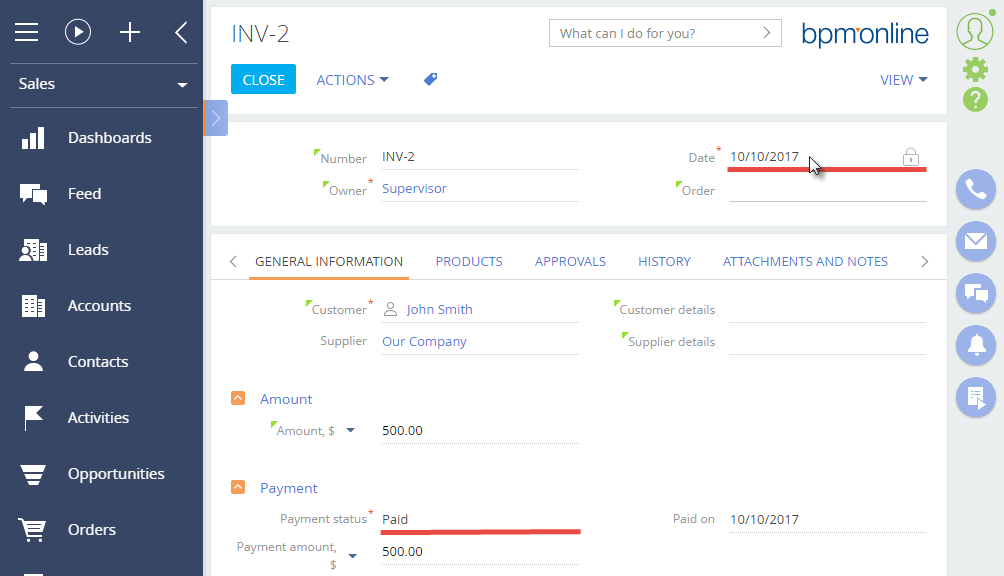 INV-2
What can I do for you?
bpm'online
CLOSE
ACTIONS
VIEW
Sales
Dashboards
Feed
Leads
Accounts
Contacts
Activities
Opportunities
Orders
Number INV-2
Date* 10/10/2017
Owner* Supervisor
Order
GENERAL INFORMATION PRODUCTS APPROVALS HISTORY ATTACHMENTS AND NOTES
Customer* John Smith
Customer details
Supplier Our Company
Supplier details
Amount
Amount, $ 500.00
Payment
Payment status* Paid
Paid on 10/10/2017
Payment amount, $ 500.00